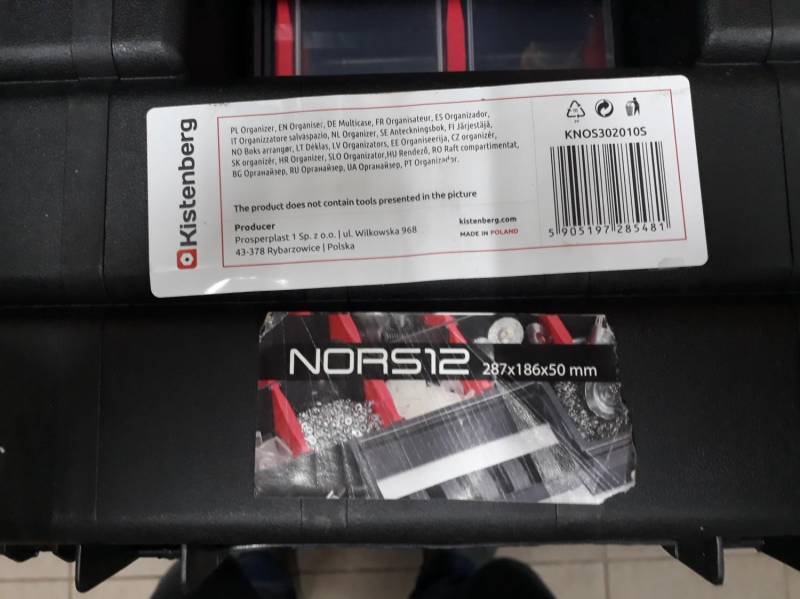 Kistenberg
PL Organizer, EN Organiser, DE Multicase, FR Organisateur, ES Organizador,
IT Organizzatore salvaspazio, NL Organizer, SE Anteckningsbok, FI Järjestäjä,
NO Boks arrangør, LT Dėklas, LV Organizators, EE Organiseerija, CZ organizér,
SK organizér, HR Organizer, SLO Organizator, HU Rendező, RO Raft compartimentat,
BG Органайзер, RU Органайзер, UA Органайзер, PT Organizador.
The product does not contain tools presented in the picture
Producer
Prosperplast 1 Sp. z o.o. | ul. Wilkowska 968
43-378 Rybarzowice | Polska
kistenberg.com
MADE IN POLAND
KNOS302010S
5 905197 285481
NORS12 287x186x50 mm